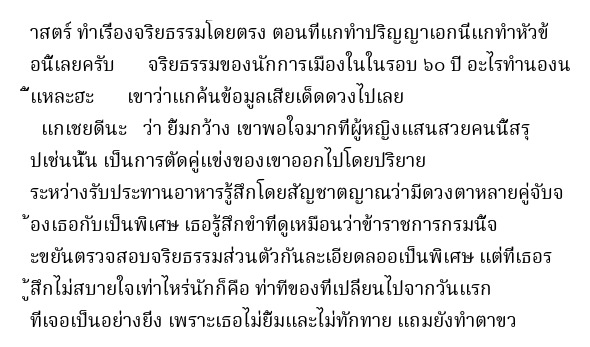 าสตร์ ทำเรื่องจริยธรรมโดยตรง ตอนที่แกทำปริญญาเอกนี่แกทำหัวข้
อนี้เลยครับ จริยธรรมของนักการเมืองในในรอบ ๖๐ ปี อะไรทำนองน
ี้แหละฮะ เขาว่าแกค้นข้อมูลเสียเด็ดดวงไปเลย
แกเชยดีนะ ว่า ยิ้มกว้าง เขาพอใจมากที่ผู้หญิงแสนสวยคนนี้สรุ
ปเช่นนั้น เป็นการตัดคู่แข่งของเขาออกไปโดยปริยาย
ระหว่างรับประทานอาหารรู้สึกโดยสัญชาตญาณว่ามีดวงตาหลายคู่จับจ
้องเธอกับเป็นพิเศษ เธอรู้สึกขำที่ดูเหมือนว่าข้าราชการกรมนี้จ
ะขยันตรวจสอบจริยธรรมส่วนตัวกันละเอียดลออเป็นพิเศษ แต่ที่เธอร
ู้สึกไม่สบายใจเท่าไหร่นักก็คือ ท่าทีของที่เปลี่ยนไปจากวันแรก
ที่เจอเป็นอย่างยิ่ง เพราะเธอไม่ยิ้มและไม่ทักทาย แถมยังทำตาขว